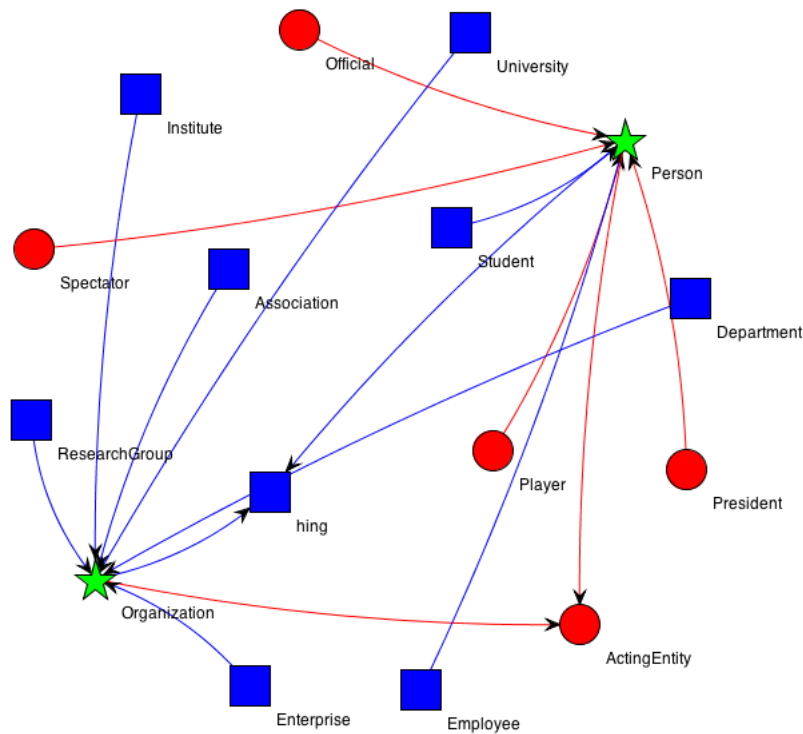 Official
University
Institute
Person
Student
Spectator
Association
Department
ResearchGroup
Player
President
hing
Organization
ActingEntity
Enterprise
Employee